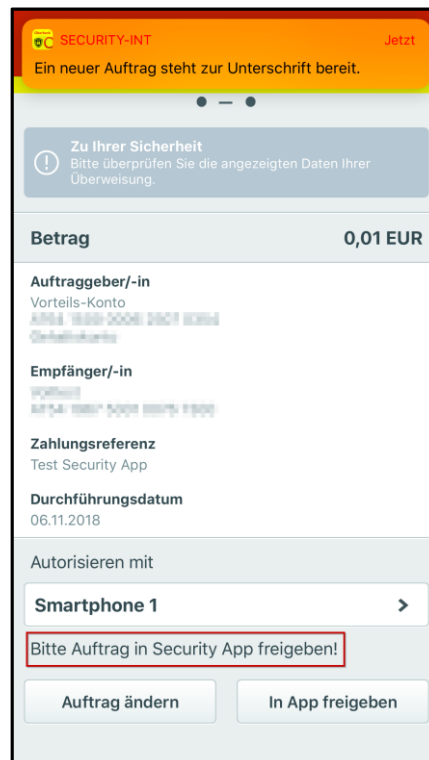 SECURITY-INT Jetzt
Ein neuer Auftrag steht zur Unterschrift bereit.
Zu Ihrer Sicherheit
Bitte überprüfen Sie die angezeigten Daten Ihrer
Überweisung.
Betrag 0,01 EUR
Auftraggeber/-in
Vorteils-Konto
Empfänger/-in
Zahlungsreferenz
Test Security App
Durchführungsdatum
06.11.2018
Autorisieren mit
Smartphone 1
Bitte Auftrag in Security App freigeben!
Auftrag ändern In App freigeben